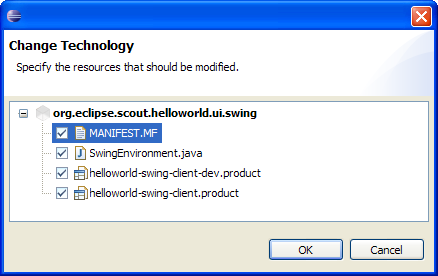 Change Technology
Specify the resources that should be modified.
org.eclipse.scout.helloworld.ui.swing
MANIFEST.MF
SwingEnvironment.java
helloworld-swing-client-dev.product
helloworld-swing-client.product
OK
Cancel